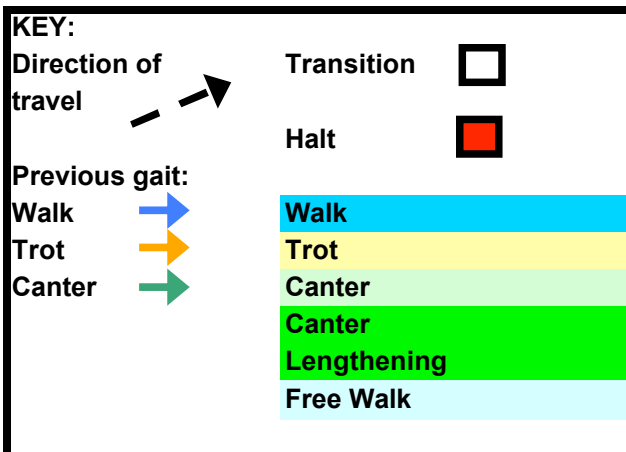 KEY:
Direction of
travel
Transition
Halt
Previous gait:
Walk
Trot
Canter
Walk
Trot
Canter
Canter
Lengthening
Free Walk